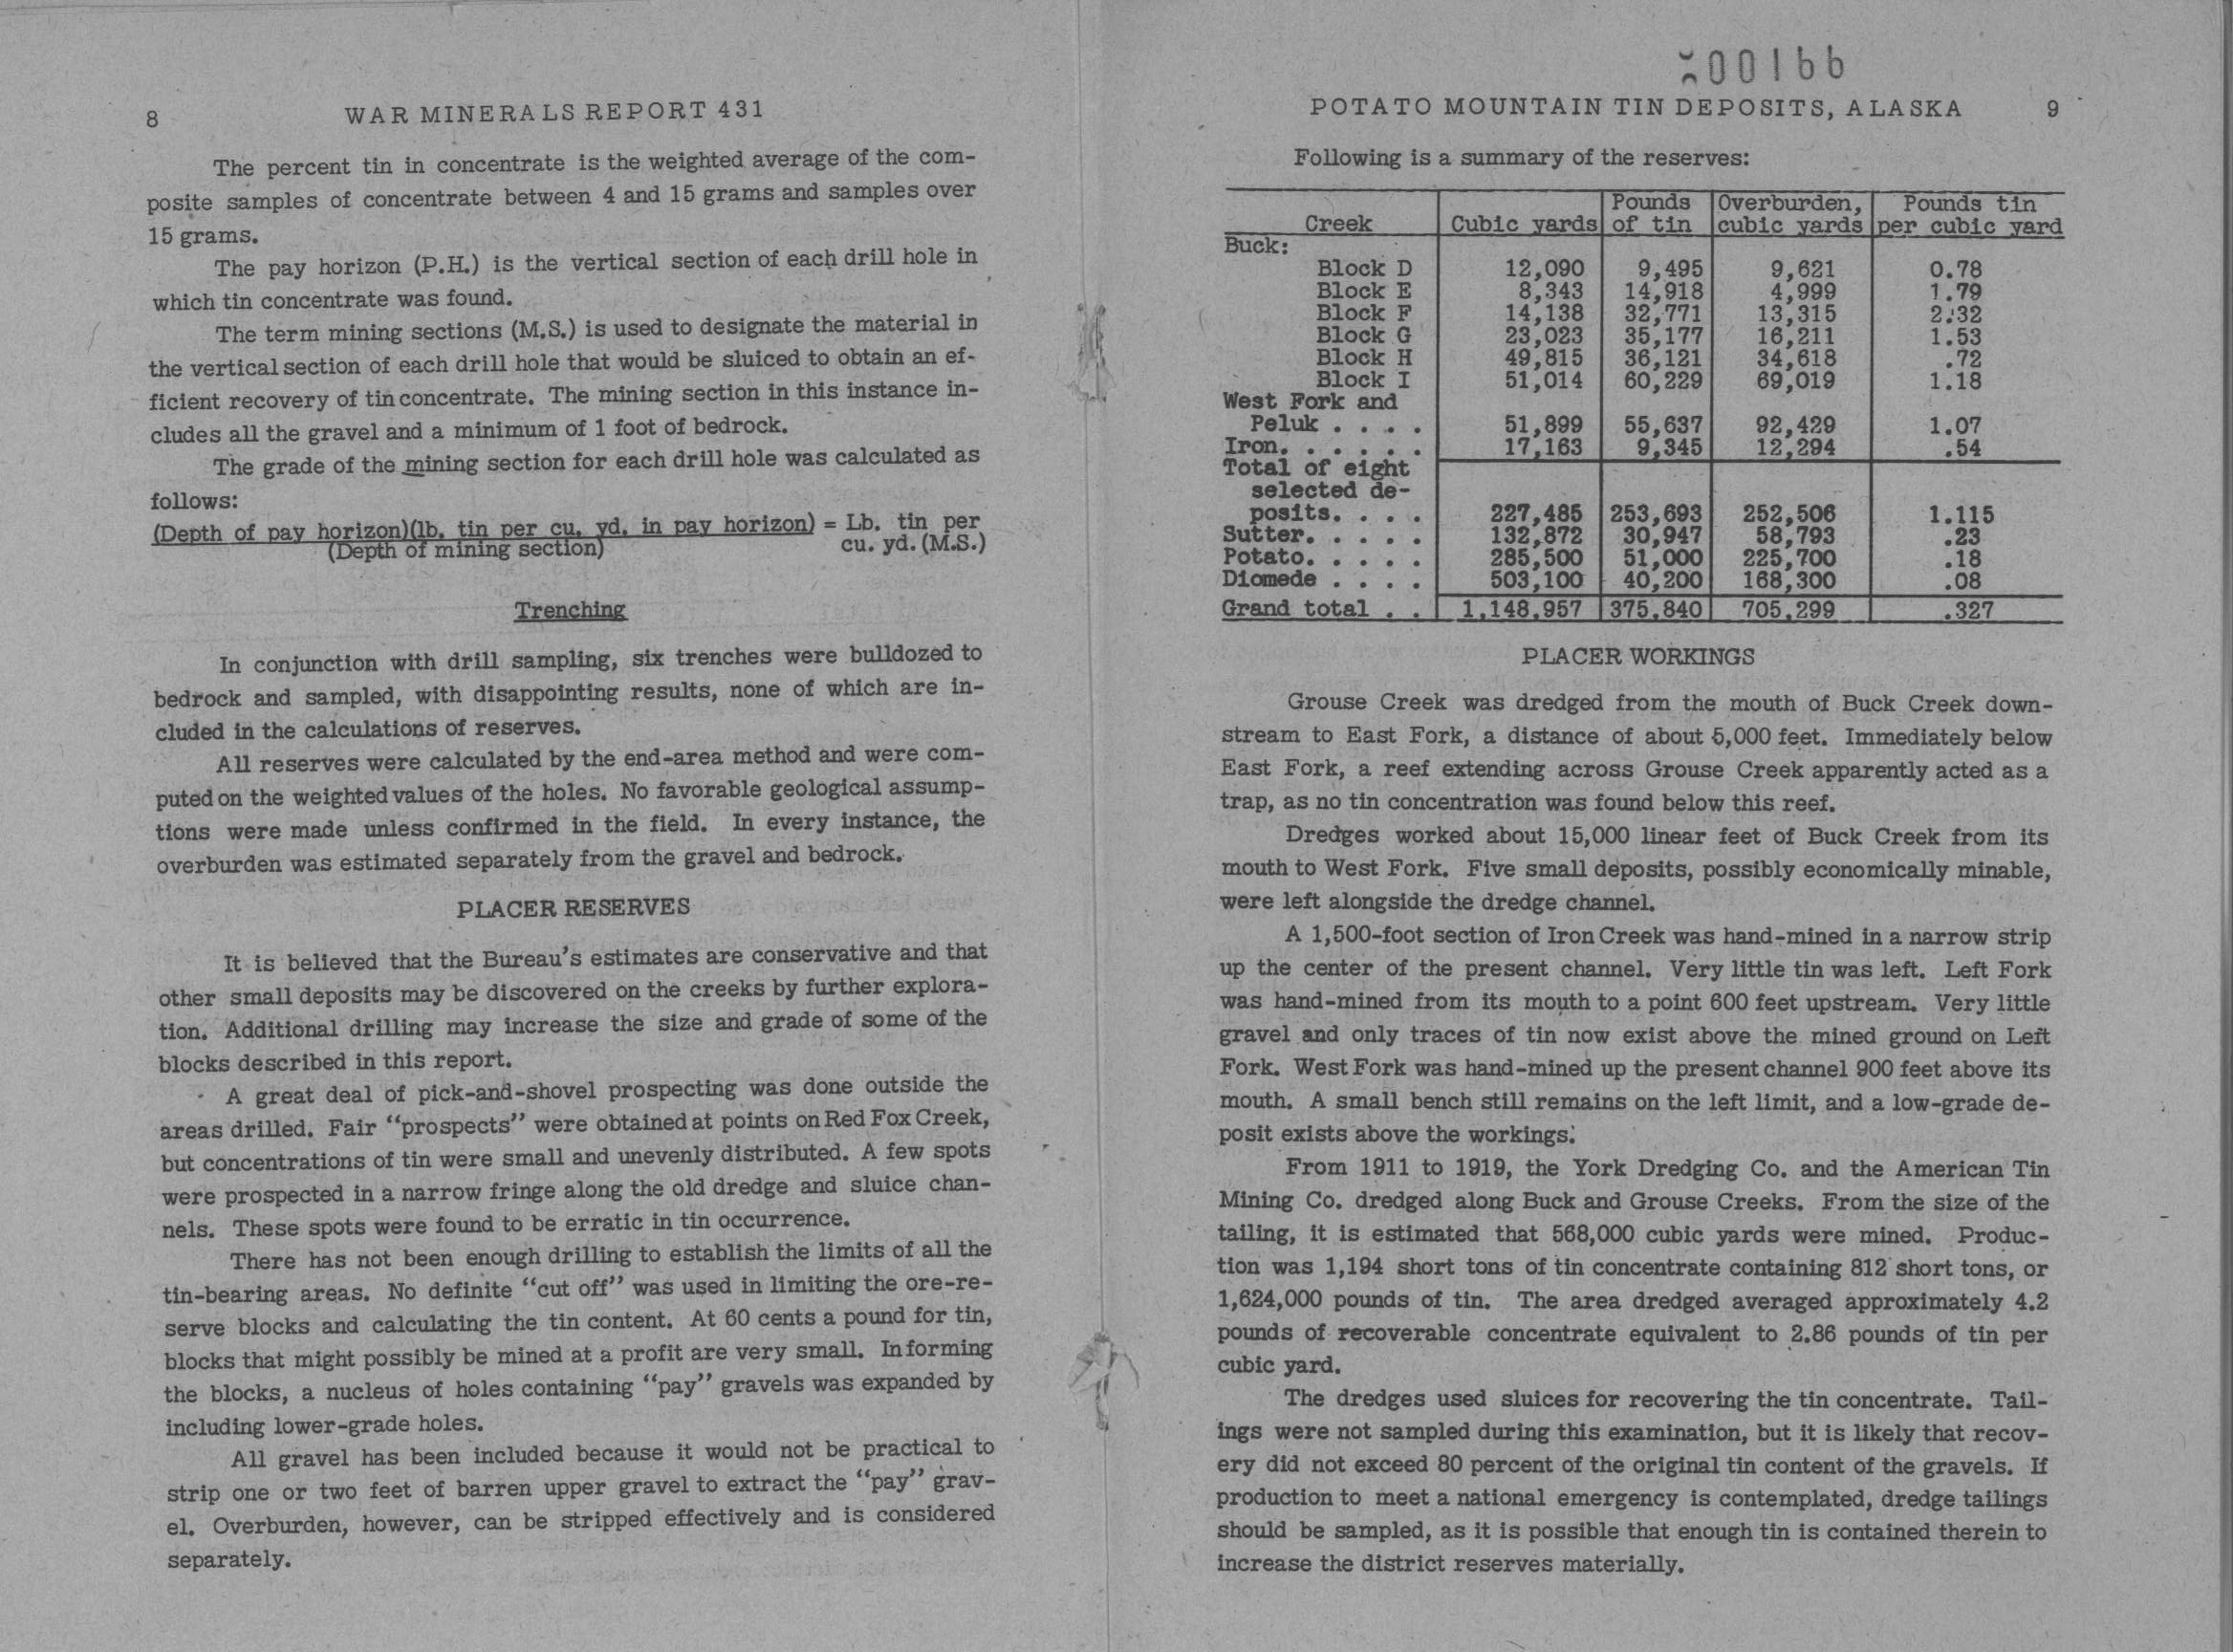 8
WAR MINERALS REPORT 431
The percent tin in concentrate is the weighted average of the com-
posite samples of concentrate between 4 and 15 grams and samples over
15 grams.
The pay horizon (P.H.) is the vertical section of each drill hole in
which tin concentrate was found.
The term mining sections (M.S.) is used to designate the material in
the vertical section of each drill hole that would be sluiced to obtain an ef-
ficient recovery of tin concentrate. The mining section in this instance in-
cludes all the gravel and a minimum of 1 foot of bedrock.
The grade of the mining section for each drill hole was calculated as
follows:
(Depth of pay horizon)(lb. tin per cu. yd. in pay horizon) = Lb. tin per
(Depth of mining section) cu. yd. (M.S.)
Trenching
In conjunction with drill sampling, six trenches were bulldozed to
bedrock and sampled, with disappointing results, none of which are in-
cluded in the calculations of reserves.
All reserves were calculated by the end-area method and were com-
puted on the weighted values of the holes. No favorable geological assump-
tions were made unless confirmed in the field. In every instance, the
overburden was estimated separately from the gravel and bedrock.
PLACER RESERVES
It is believed that the Bureau's estimates are conservative and that
other small deposits may be discovered on the creeks by further explora-
tion. Additional drilling may increase the size and grade of some of the
blocks described in this report.
A great deal of pick-and-shovel prospecting was done outside the
areas drilled. Fair "prospects" were obtained at points on Red Fox Creek,
but concentrations of tin were small and unevenly distributed. A few spots
were prospected in a narrow fringe along the old dredge and sluice chan-
nels. These spots were found to be erratic in tin occurrence.
There has not been enough drilling to establish the limits of all the
tin-bearing areas. No definite "cut off" was used in limiting the ore-re-
serve blocks and calculating the tin content. At 60 cents a pound for tin,
blocks that might possibly be mined at a profit are very small. In forming
the blocks, a nucleus of holes containing "pay" gravels was expanded by
including lower-grade holes.
All gravel has been included because it would not be practical to
strip one or two feet of barren upper gravel to extract the "pay" grav-
el. Overburden, however, can be stripped effectively and is considered
separately.
00166
POTATO MOUNTAIN TIN DEPOSITS, ALASKA 9
Following is a summary of the reserves:
Pounds Overburden, Pounds tin
Creek Cubic yards of tin cubic yards per cubic yard
Buck:
Block D 12,090 9,495 9,621 0.78
Block E 8,343 14,918 4,999 1.79
Block F 14,138 32,771 13,315 2.32
Block G 23,023 35,177 16,211 1.53
Block H 49,815 36,121 34,618 .72
Block I 51,014 60,229 69,019 1.18
West Fork and
Peluk . . . . 51,899 55,637 92,429 1.07
Iron. . . . . . 17,163 9,345 12,294 .54
Total of eight
selected de-
posits. . . . 227,485 253,693 252,506 1.115
Sutter. . . . . 132,872 30,947 58,793 .23
Potato. . . . . 285,500 51,000 225,700 .18
Diomede . . . . 503,100 40,200 168,300 .08
Grand total . . 1,148,957 375,840 705,299 .327
PLACER WORKINGS
Grouse Creek was dredged from the mouth of Buck Creek down-
stream to East Fork, a distance of about 5,000 feet. Immediately below
East Fork, a reef extending across Grouse Creek apparently acted as a
trap, as no tin concentration was found below this reef.
Dredges worked about 15,000 linear feet of Buck Creek from its
mouth to West Fork. Five small deposits, possibly economically minable,
were left alongside the dredge channel.
A 1,500-foot section of Iron Creek was hand-mined in a narrow strip
up the center of the present channel. Very little tin was left. Left Fork
was hand-mined from its mouth to a point 600 feet upstream. Very little
gravel and only traces of tin now exist above the mined ground on Left
Fork. West Fork was hand-mined up the present channel 900 feet above its
mouth. A small bench still remains on the left limit, and a low-grade de-
posit exists above the workings.
From 1911 to 1919, the York Dredging Co. and the American Tin
Mining Co. dredged along Buck and Grouse Creeks. From the size of the
tailing, it is estimated that 568,000 cubic yards were mined. Produc-
tion was 1,194 short tons of tin concentrate containing 812 short tons, or
1,624,000 pounds of tin. The area dredged averaged approximately 4.2
pounds of recoverable concentrate equivalent to 2.86 pounds of tin per
cubic yard.
The dredges used sluices for recovering the tin concentrate. Tail-
ings were not sampled during this examination, but it is likely that recov-
ery did not exceed 80 percent of the original tin content of the gravels. If
production to meet a national emergency is contemplated, dredge tailings
should be sampled, as it is possible that enough tin is contained therein to
increase the district reserves materially.